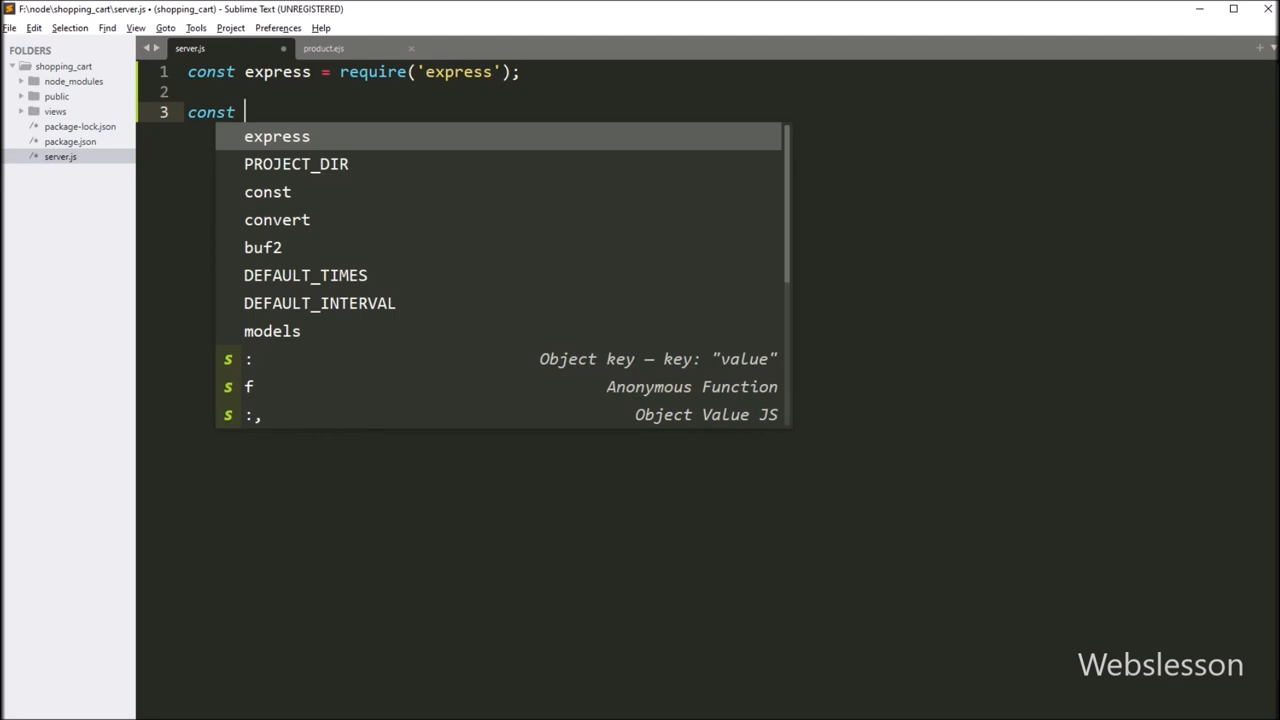 F:\node\shopping_cart\server.js • (shopping_cart) - Sublime Text (UNREGISTERED)
File Edit Selection Find View Goto Tools Project Preferences Help
FOLDERS
shopping_cart
node_modules
public
views
package-lock.json
package.json
server.js
server.js product.ejs
1 const express = require('express');
2
3 const
express
PROJECT_DIR
const
convert
buf2
DEFAULT_TIMES
DEFAULT_INTERVAL
models
s : Object key — key: "value"
s f Anonymous Function
s :, Object Value JS
Webslesson